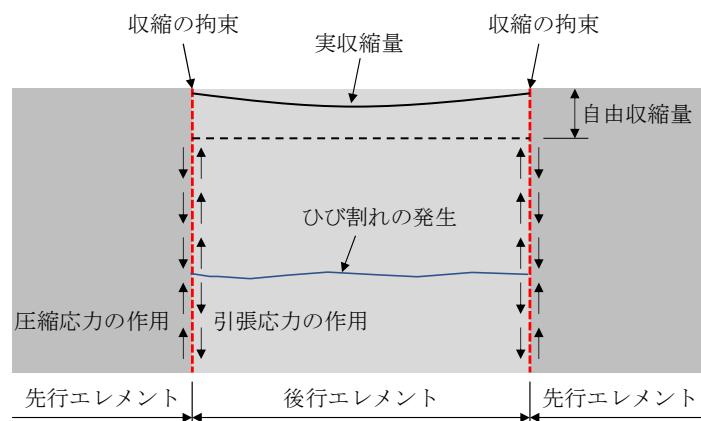 収縮の拘束
収縮の拘束
実収縮量
自由収縮量
ひび割れの発生
圧縮応力の作用
引張応力の作用
先行エレメント
後行エレメント
先行エレメント